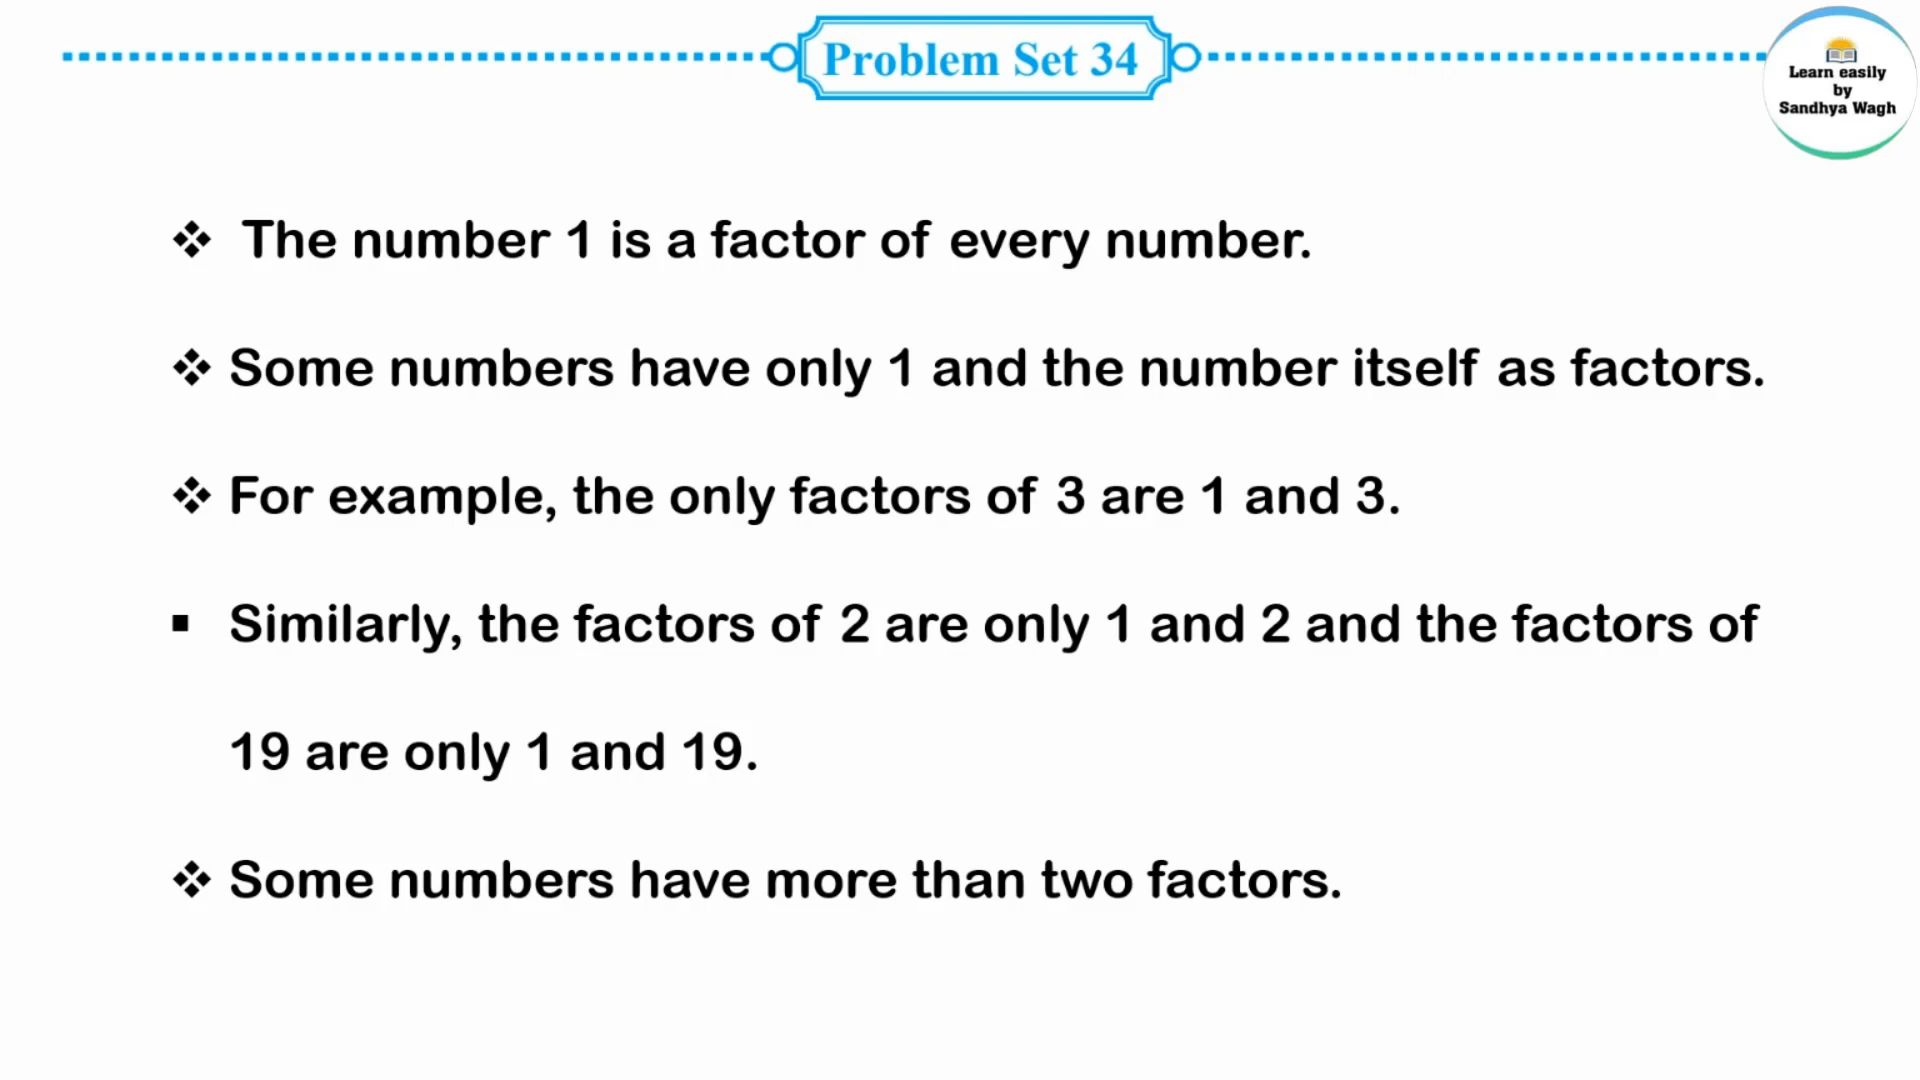 Problem Set 34
Learn easily
by
Sandhya Wagh
❖ The number 1 is a factor of every number.
❖ Some numbers have only 1 and the number itself as factors.
❖ For example, the only factors of 3 are 1 and 3.
▪ Similarly, the factors of 2 are only 1 and 2 and the factors of
19 are only 1 and 19.
❖ Some numbers have more than two factors.